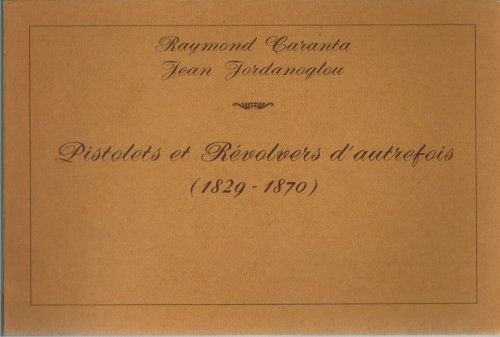 Raymond Caranta
Jean Jordanoglou
Pistolets et Révolvers d'autrefois
(1829-1870)